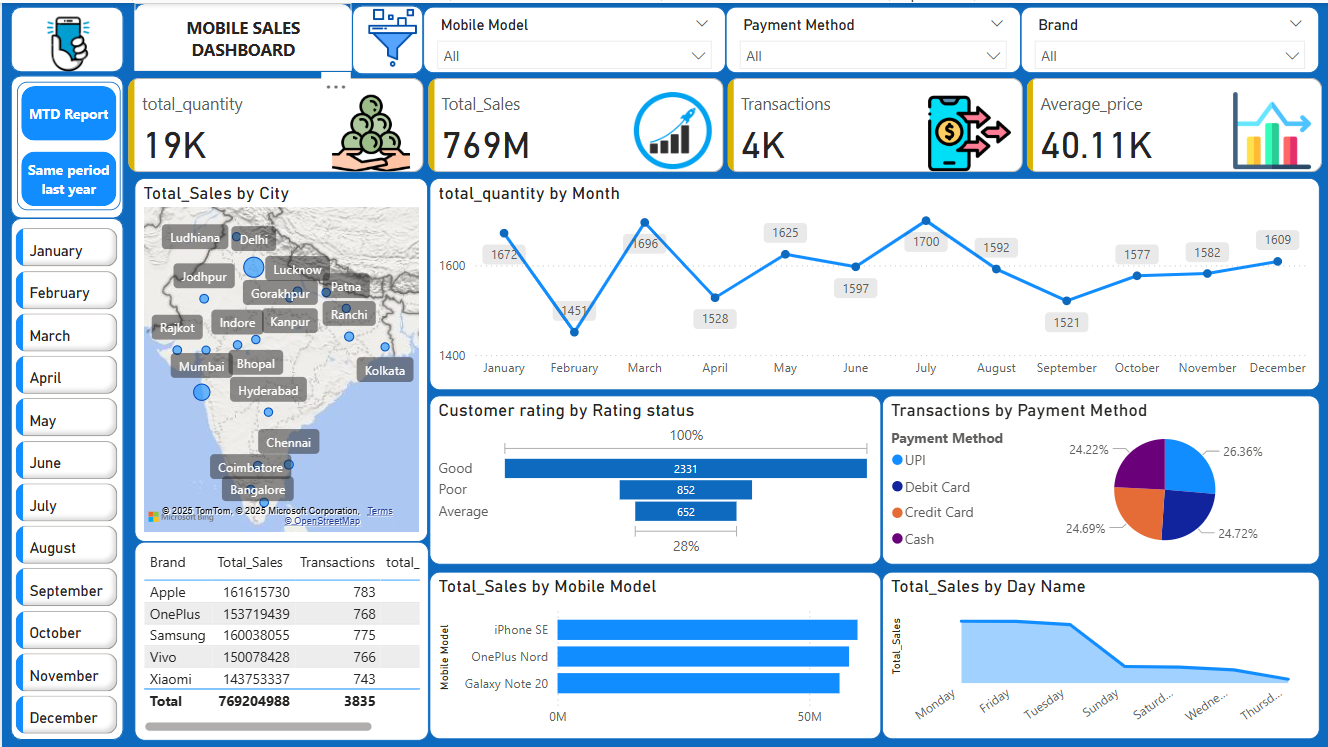 MOBILE SALES
DASHBOARD
Mobile Model
All
Payment Method
All
Brand
All
MTD Report
Same period
last year
total_quantity
19K
Total_Sales
769M
Transactions
4K
Average_price
40.11K
January
February
March
April
May
June
July
August
September
October
November
December
Total_Sales by City
Ludhiana
Delhi
Jodhpur
Lucknow
Gorakhpur
Patna
Rajkot
Indore
Kanpur
Ranchi
Mumbai
Bhopal
Kolkata
Hyderabad
Chennai
Coimbatore
Bangalore
© 2025 TomTom, © 2025 Microsoft Corporation, Terms
Microsoft Bing
© OpenStreetMap
total_quantity by Month
1600
1400
1672
1451
1696
1528
1625
1597
1700
1592
1521
1577
1582
1609
January February March April May June July August September October November December
Customer rating by Rating status
100%
Good 2331
Poor 852
Average 652
28%
Transactions by Payment Method
Payment Method
UPI
Debit Card
Credit Card
Cash
24.22%
26.36%
24.69%
24.72%
Brand Total_Sales Transactions total_
Apple 161615730 783
OnePlus 153719439 768
Samsung 160038055 775
Vivo 150078428 766
Xiaomi 143753337 743
Total 769204988 3835
Total_Sales by Mobile Model
Mobile Model
iPhone SE
OnePlus Nord
Galaxy Note 20
0M 50M
Total_Sales by Day Name
Total_Sales
Monday Friday Tuesday Sunday Saturd... Wedne... Thursd...